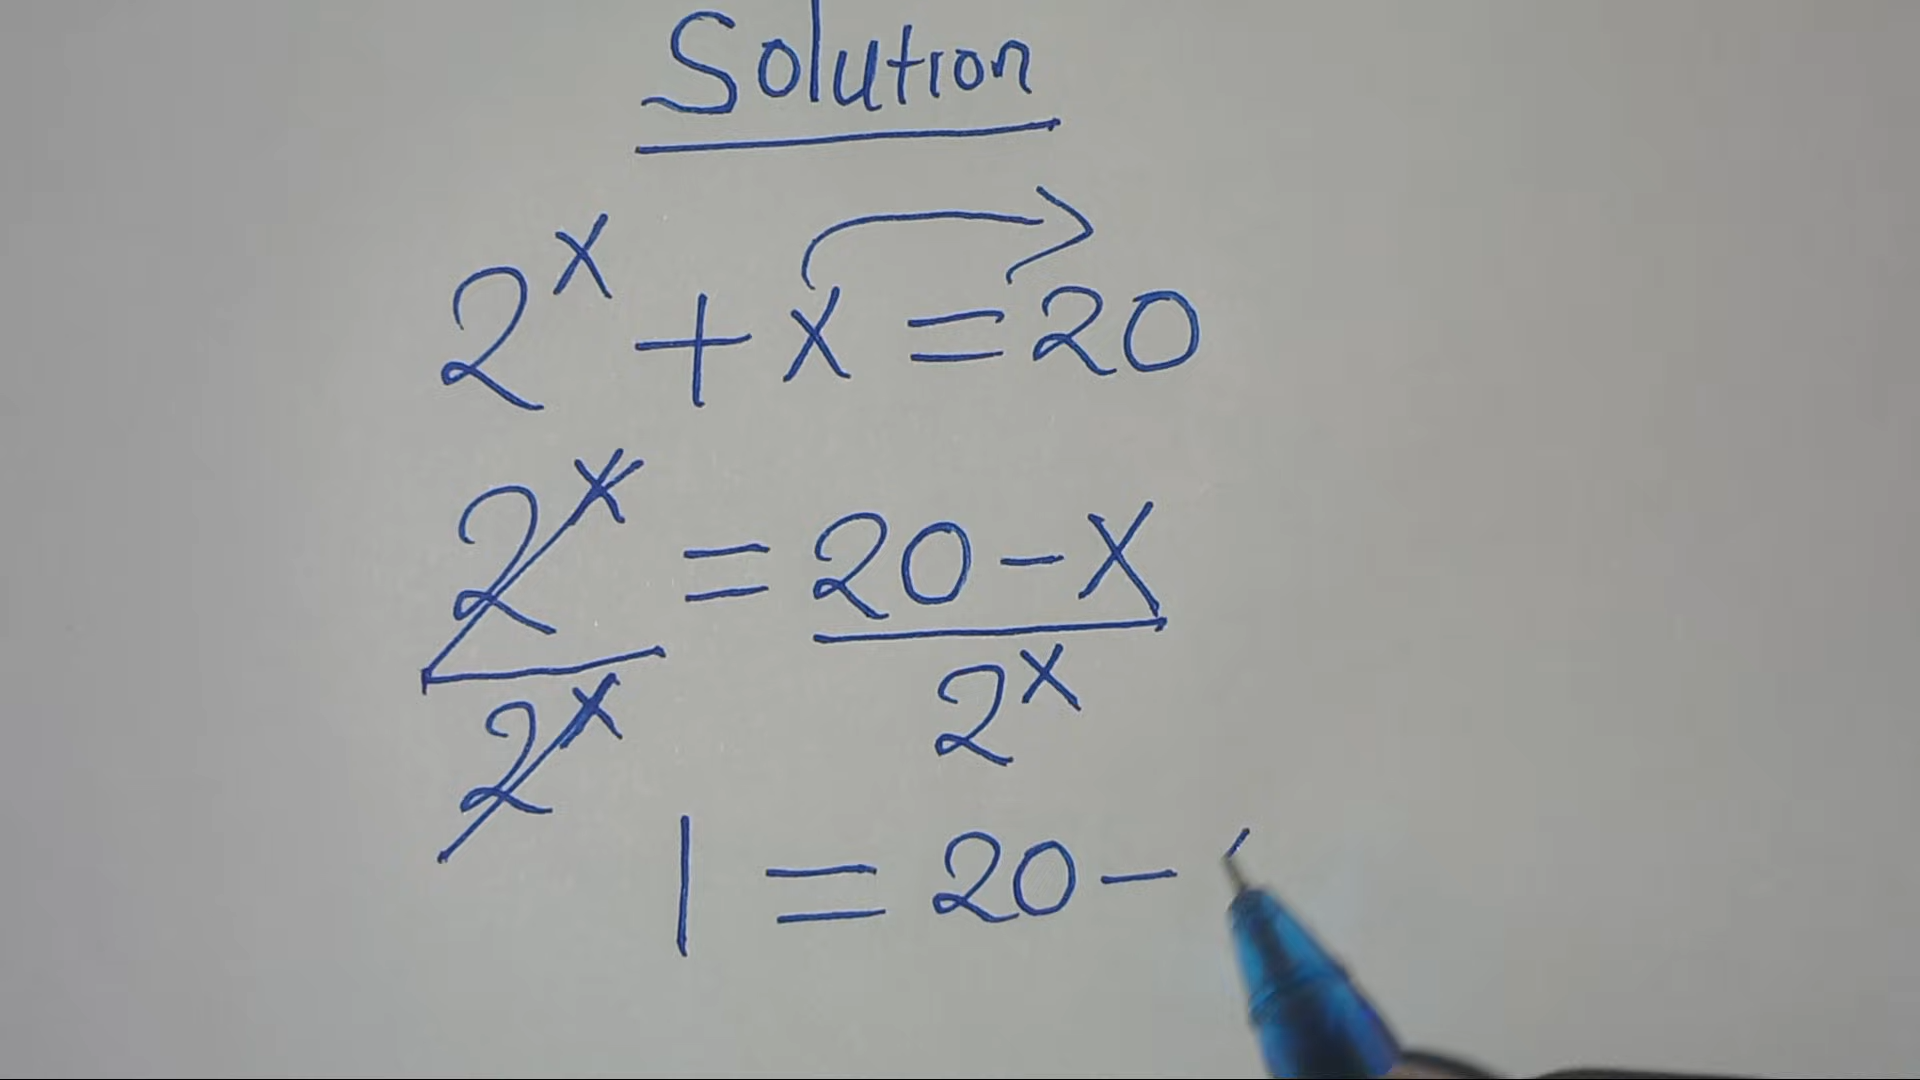 Solution
2^x + x = 20
2^x/2^x = 20 - x/2^x
1 = 20 -